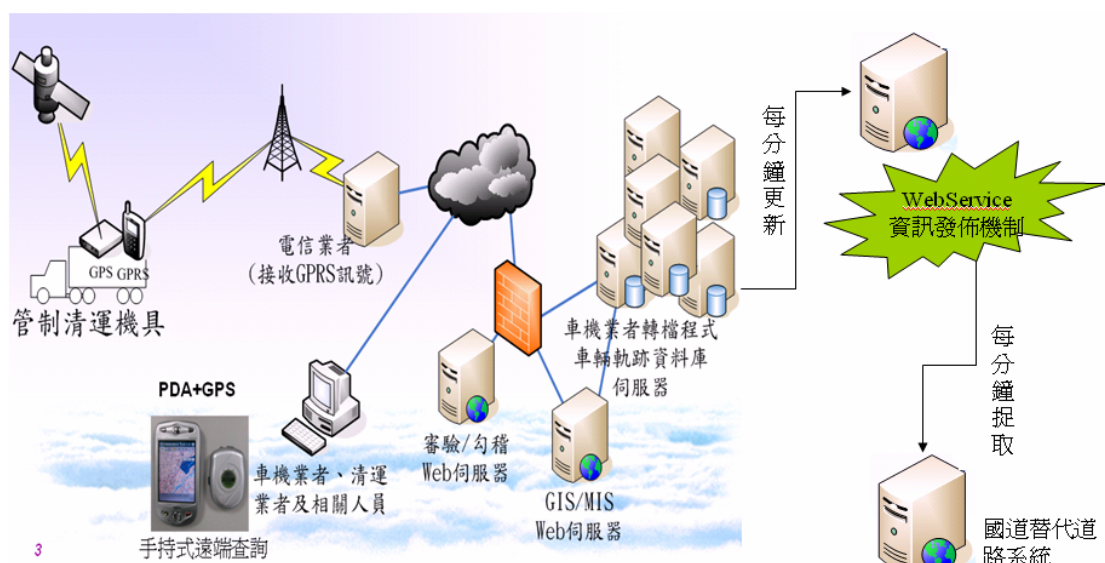 GPS GPRS
管制清運機具
電信業者
(接收GPRS訊號)
PDA+GPS
手持式遠端查詢
車機業者、清運
業者及相關人員
審驗/勾稽
Web伺服器
GIS/MIS
Web伺服器
車機業者轉檔程式
車輛軌跡資料庫
伺服器
每分鐘更新
WebService
資訊發佈機制
每分鐘捉取
國道替代道
路系統
3